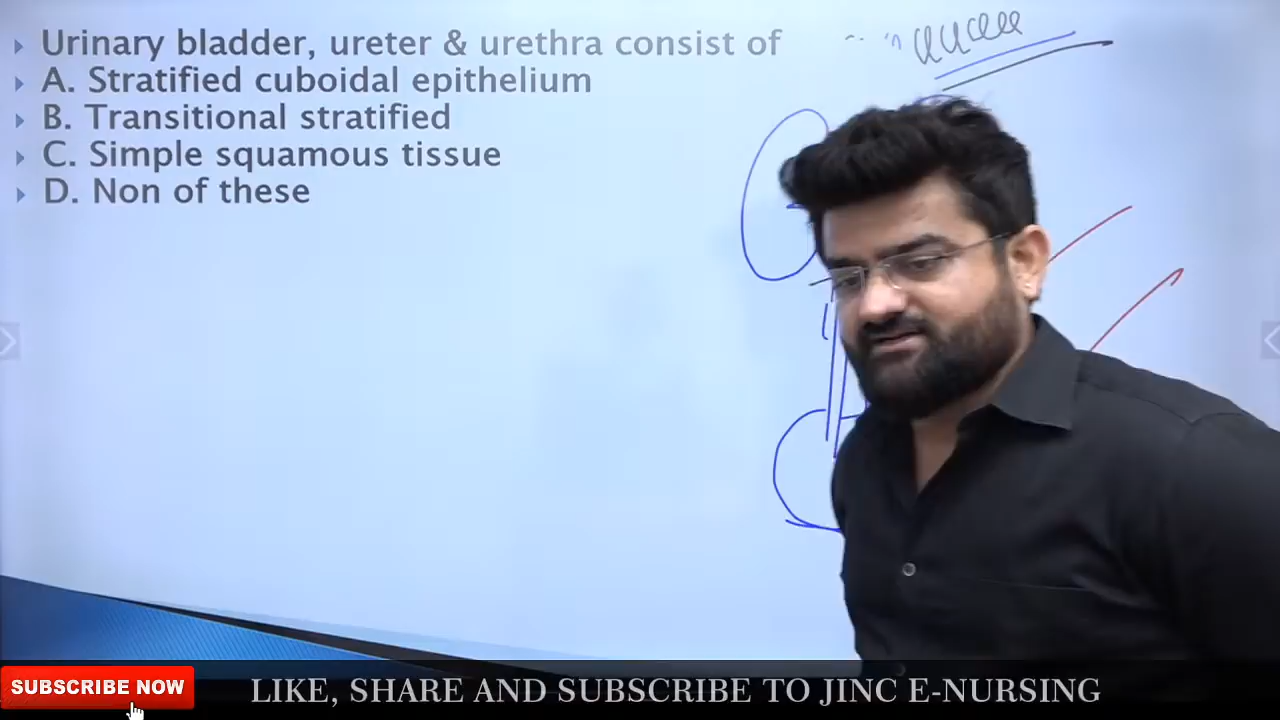 Urinary bladder, ureter & urethra consist of
A. Stratified cuboidal epithelium
B. Transitional stratified
C. Simple squamous tissue
D. Non of these
SUBSCRIBE NOW
LIKE, SHARE AND SUBSCRIBE TO JINC E-NURSING